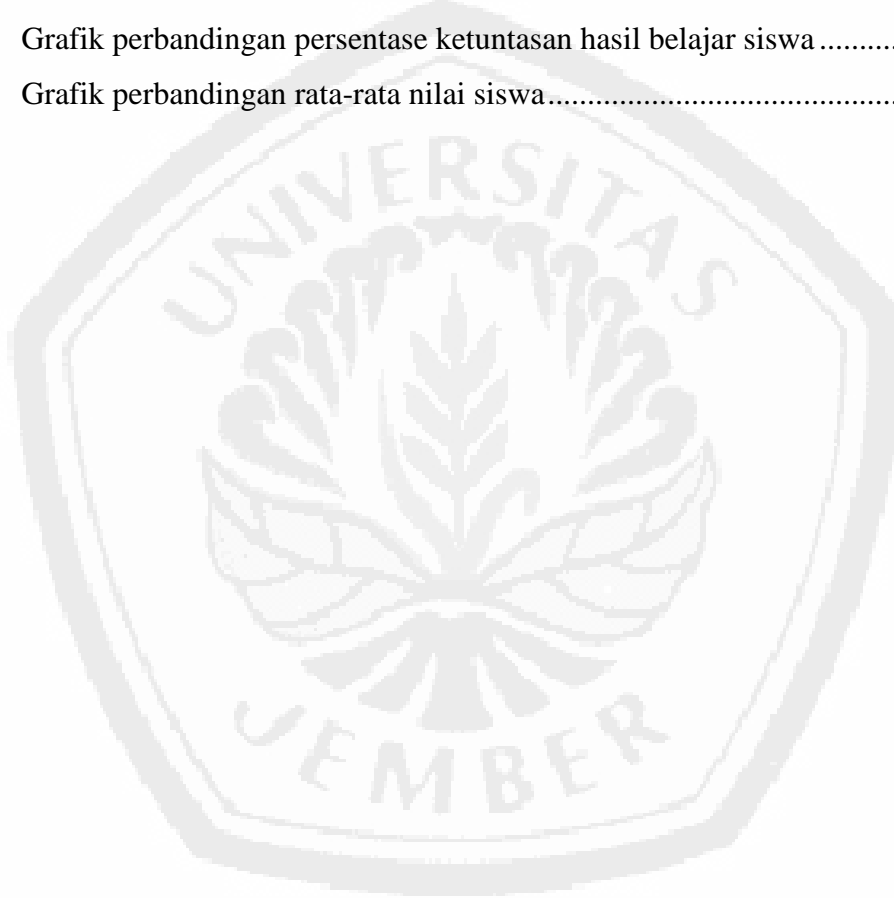 Grafik perbandingan persentase ketuntasan hasil belajar siswa ..........
Grafik perbandingan rata-rata nilai siswa ............................................
UNIVERSITAS
JEMBER